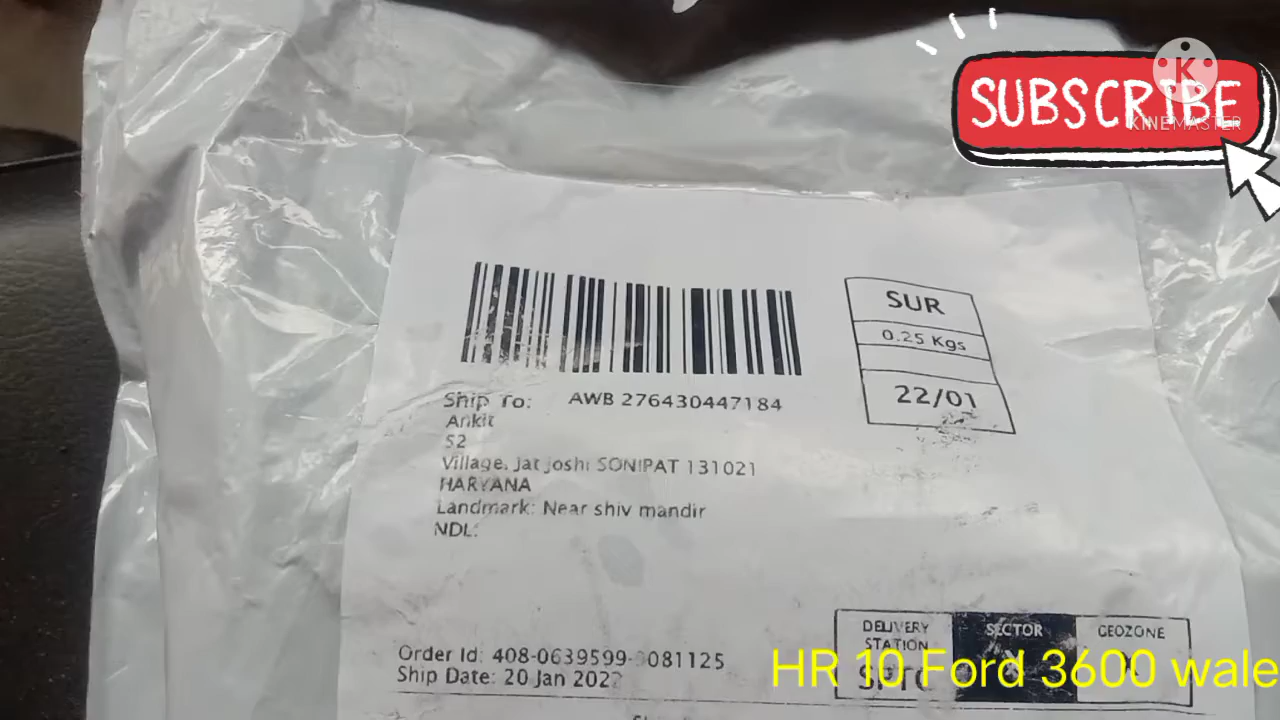 SUBSCRIBE
KINEMASTER
SUR
0.25 Kgs
22/01
Ship To:
AWB 276430447184
Ankit
52
Village, jat joshi SONIPAT 131021
HARYANA
Landmark: Near shiv mandir
NDL:
DELIVERY STATION
SECTOR
GEOZONE
Order Id: 408-0639599-
Ship Date: 20 Jan 2022
HR 10 Ford 3600 wale